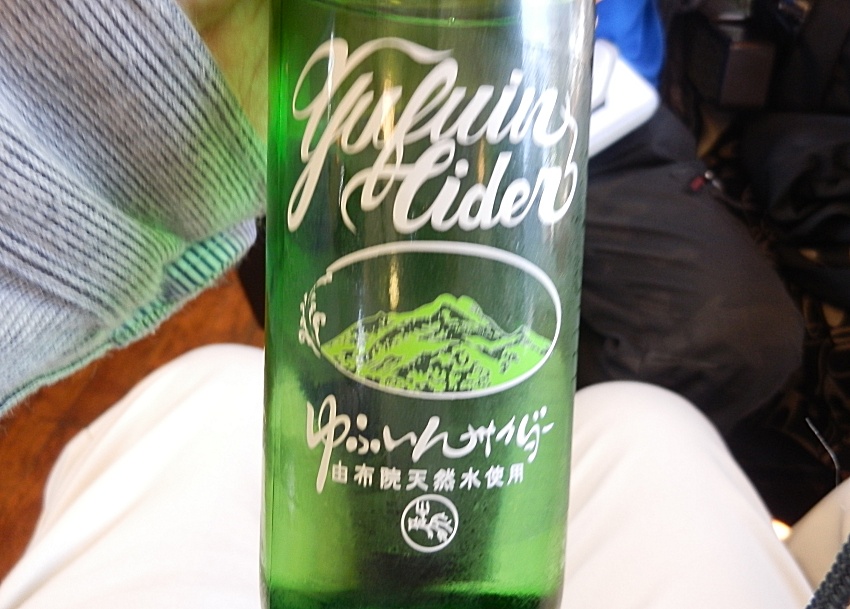 Yufuin
Cider
ゆふいんサイダー
由布院天然水使用